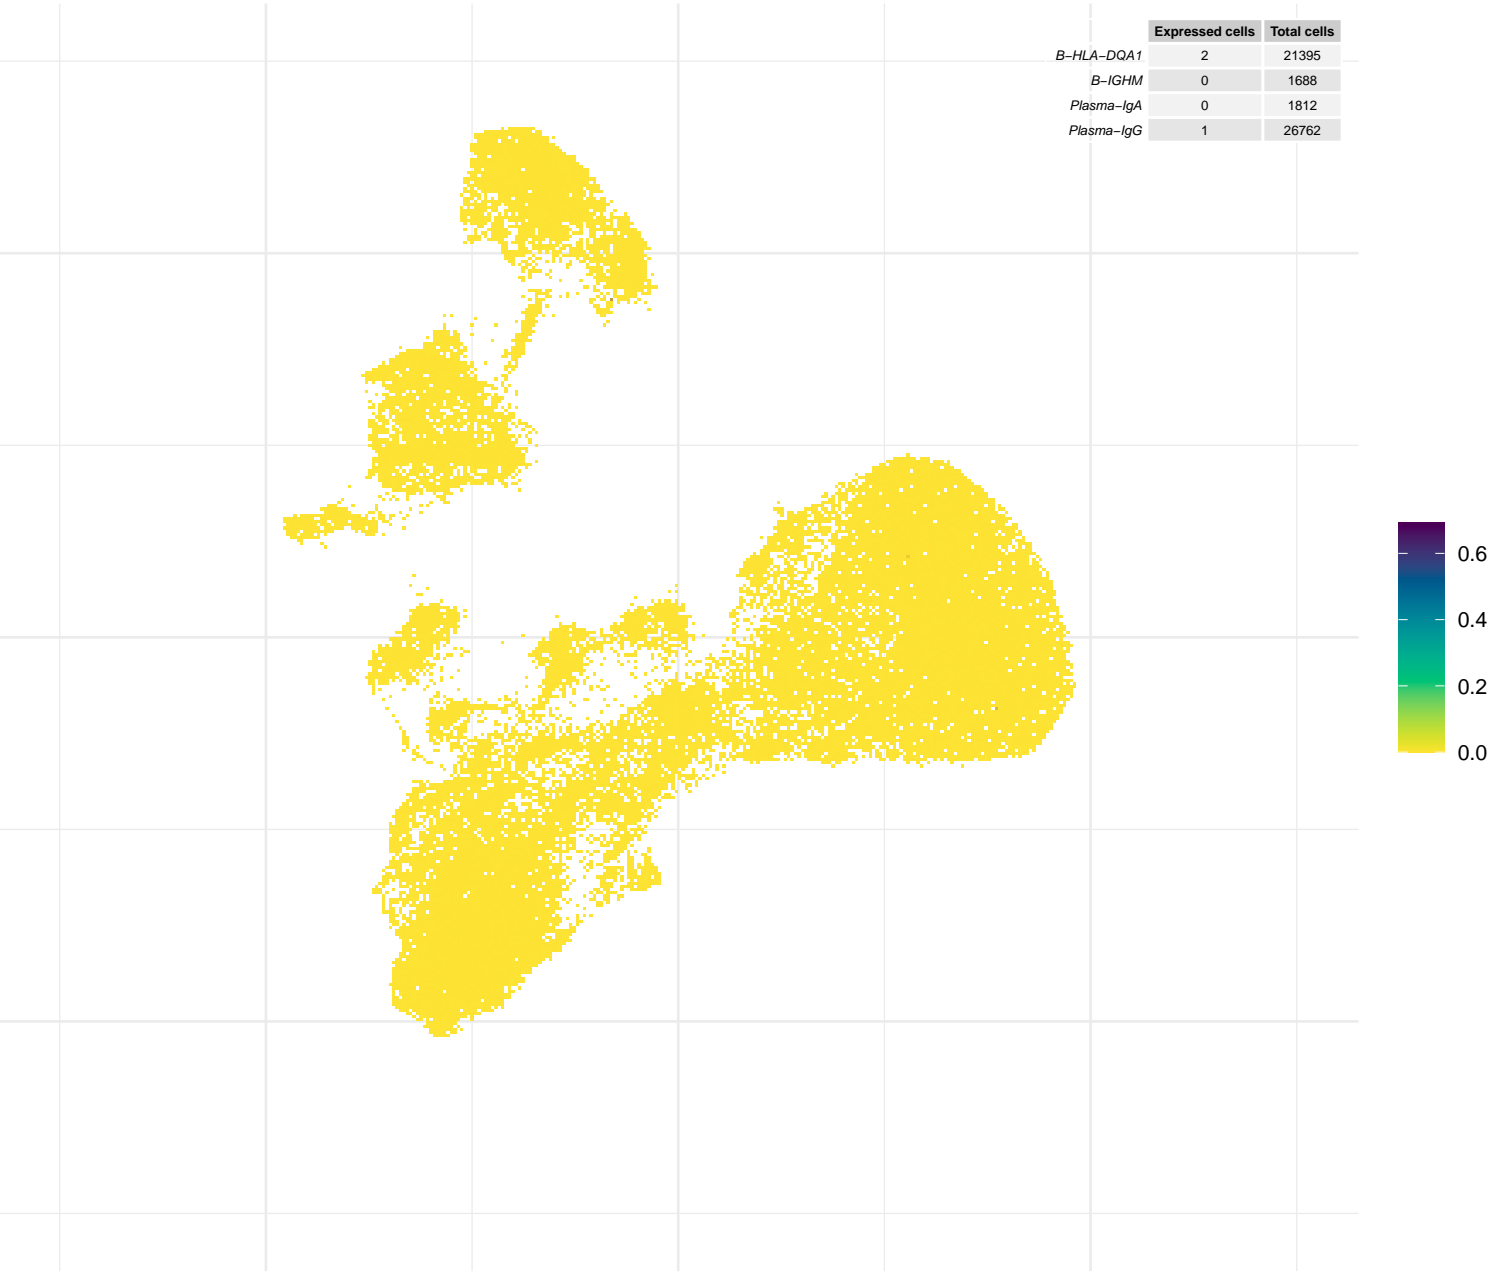 Expressed cells Total cells
B−HLA−DQA1 2 21395
B−IGHM 0 1688
Plasma−IgA 0 1812
Plasma−IgG 1 26762
0.6
0.4
0.2
0.0